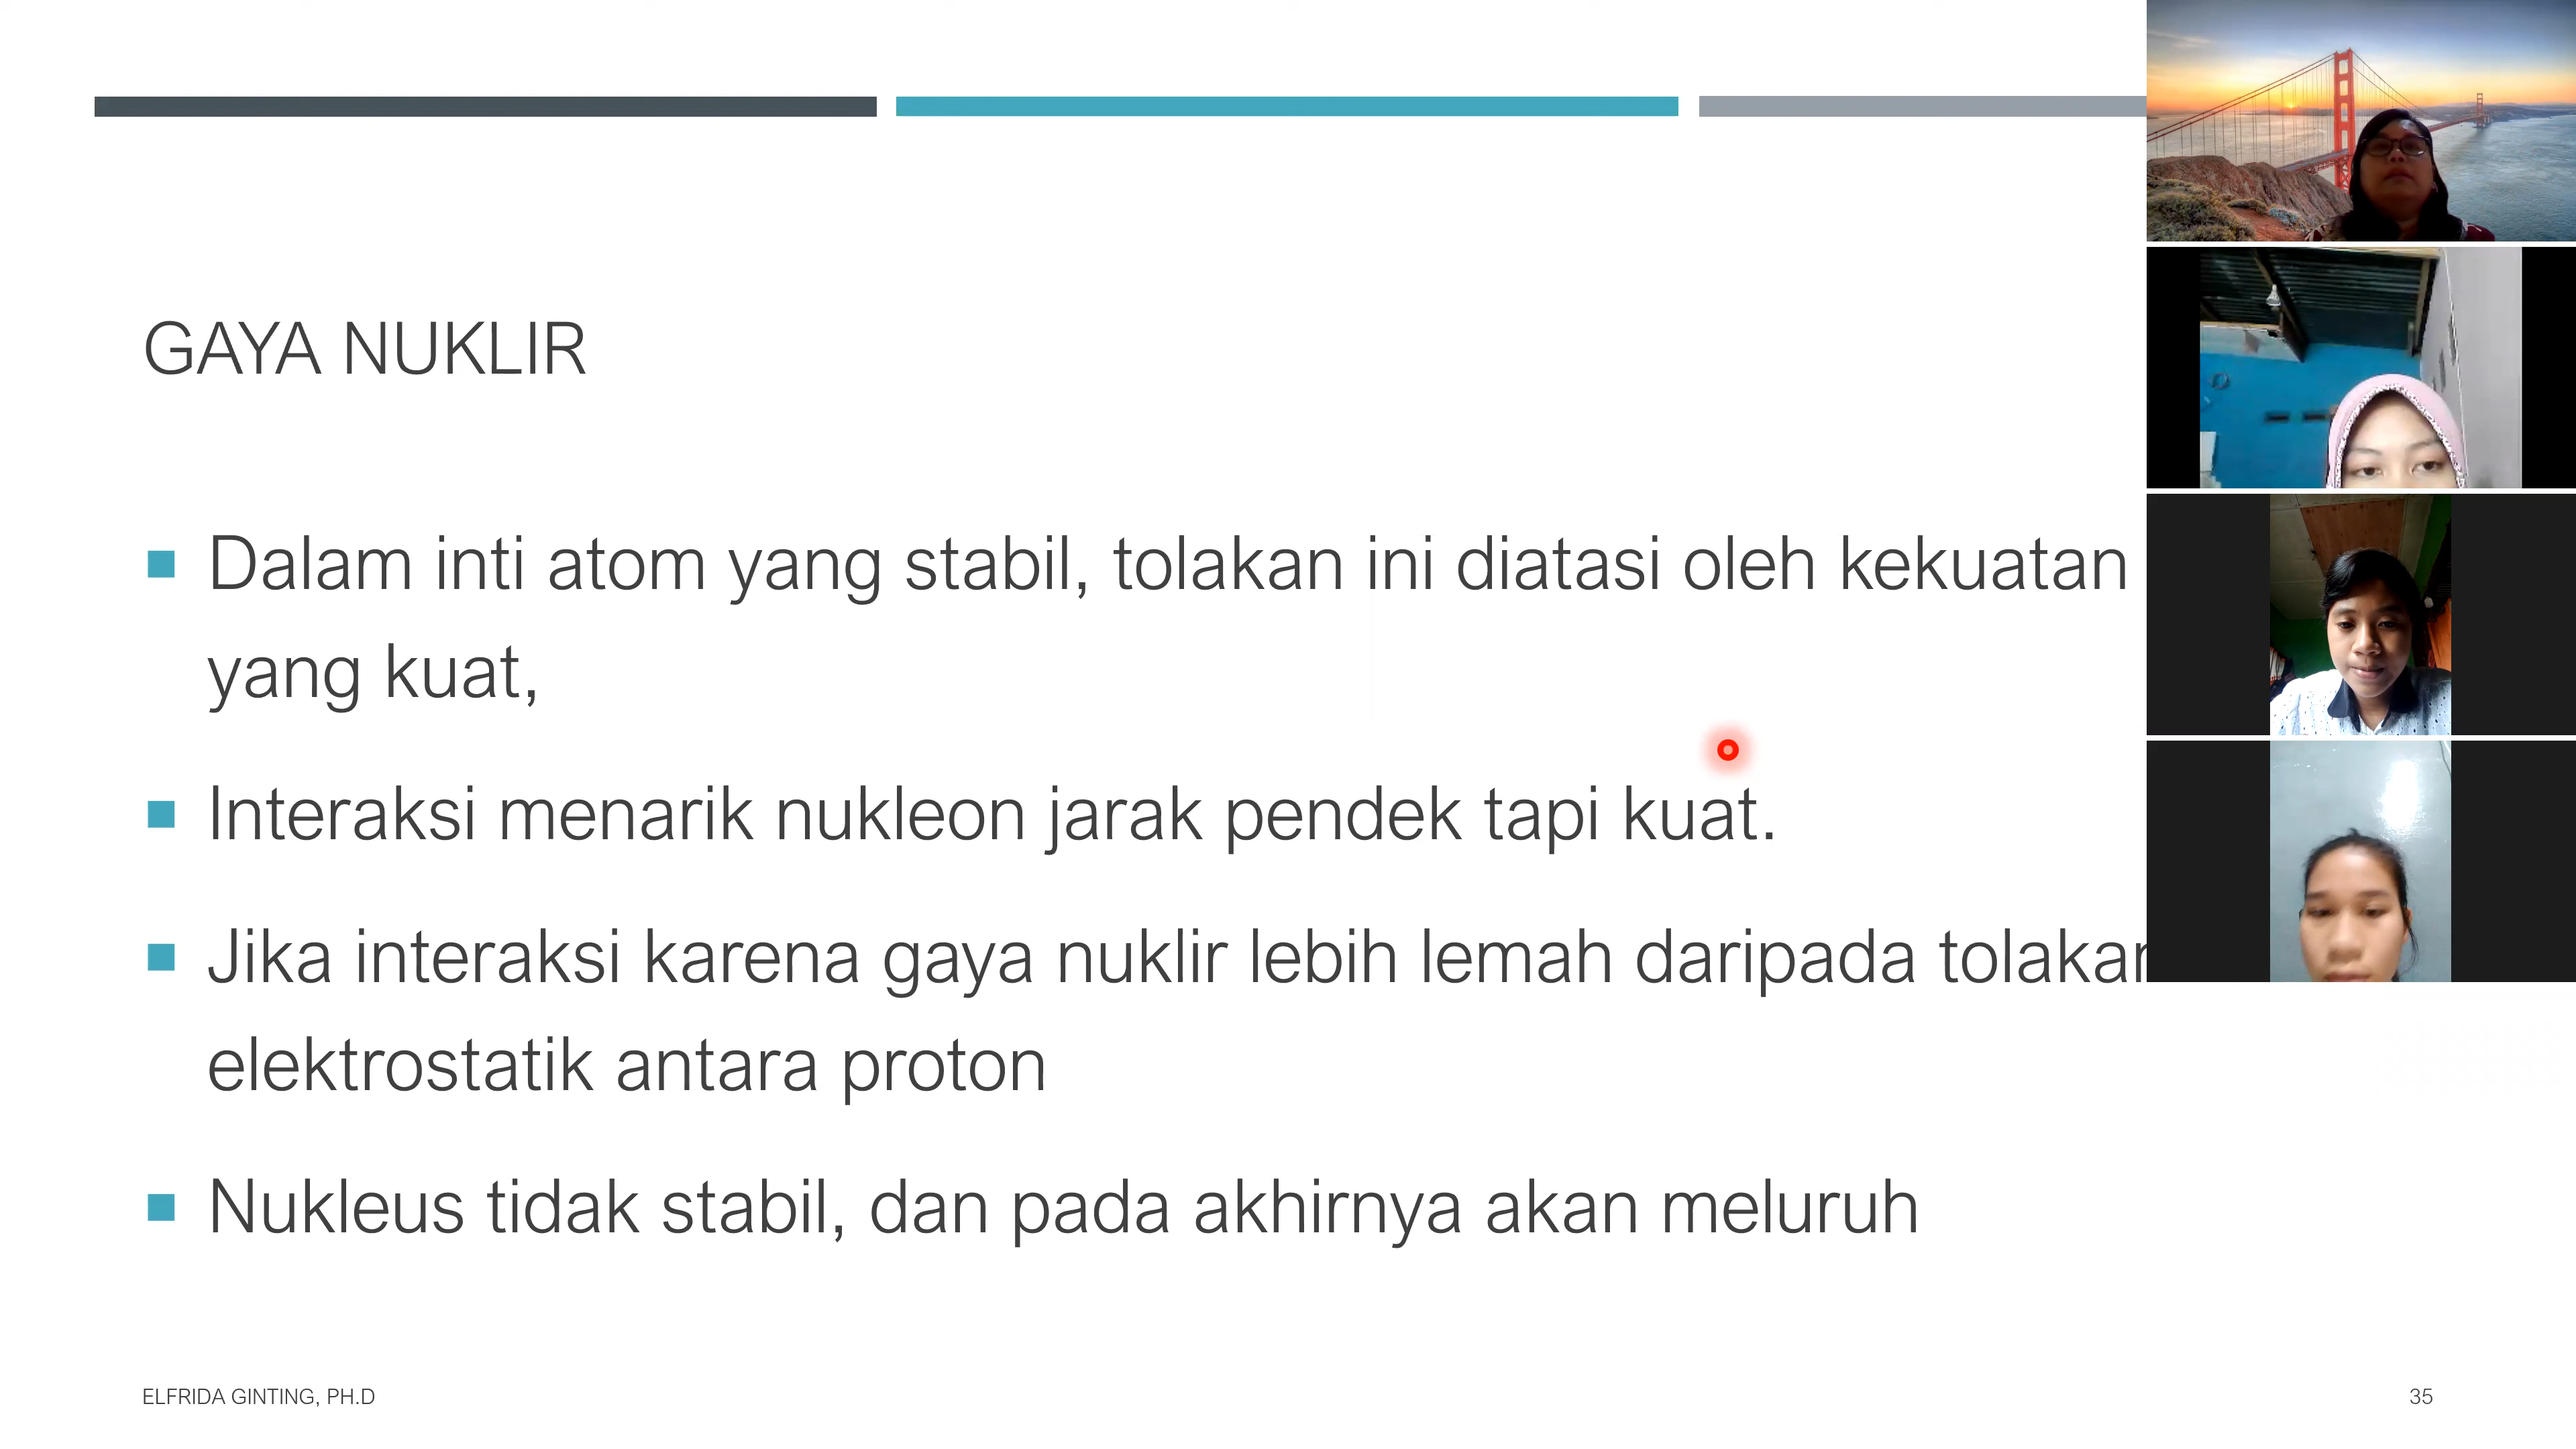 GAYA NUKLIR
Dalam inti atom yang stabil, tolakan ini diatasi oleh kekuatan
yang kuat,
Interaksi menarik nukleon jarak pendek tapi kuat.
Jika interaksi karena gaya nuklir lebih lemah daripada
elektrostatik antara proton
Nukleus tidak stabil, dan pada akhirnya akan meluruh
ELFRIDA GINTING, PH.D
35